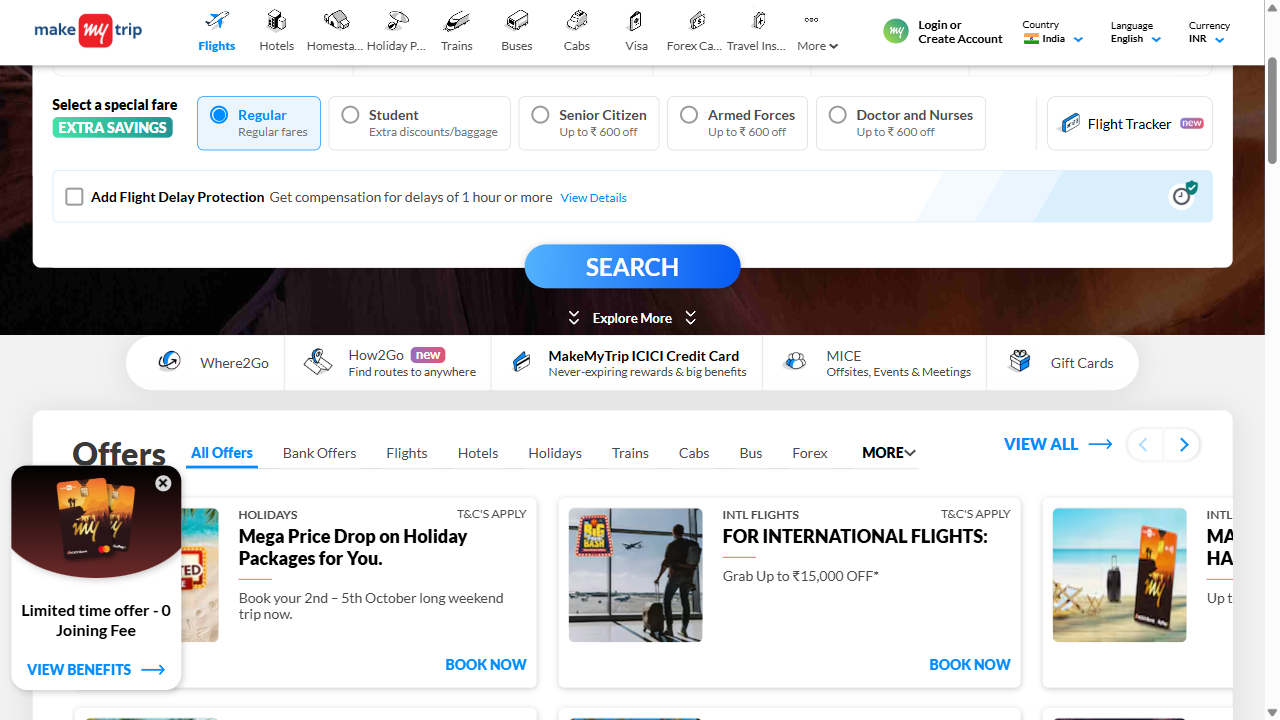 make my trip
Flights
Hotels
Homesta...
Holiday P...
Trains
Buses
Cabs
Visa
Forex Ca...
Travel Ins...
More
my
Login or
Create Account
Country
India
Language
English
Currency
INR
Select a special fare
EXTRA SAVINGS
Regular
Regular fares
Student
Extra discounts/baggage
Senior Citizen
Up to ₹ 600 off
Armed Forces
Up to ₹ 600 off
Doctor and Nurses
Up to ₹ 600 off
Flight Tracker new
Add Flight Delay Protection Get compensation for delays of 1 hour or more View Details
SEARCH
Explore More
Where2Go
How2Go new
Find routes to anywhere
MakeMyTrip ICICI Credit Card
Never-expiring rewards & big benefits
MICE
Offsites, Events & Meetings
Gift Cards
Offers
All Offers
Bank Offers
Flights
Hotels
Holidays
Trains
Cabs
Bus
Forex
MORE
VIEW ALL
HOLIDAYS
T&C'S APPLY
Mega Price Drop on Holiday
Packages for You.
Book your 2nd – 5th October long weekend
trip now.
BOOK NOW
INTL FLIGHTS
T&C'S APPLY
FOR INTERNATIONAL FLIGHTS:
Grab Up to ₹15,000 OFF*
BOOK NOW
my
Limited time offer - 0
Joining Fee
VIEW BENEFITS